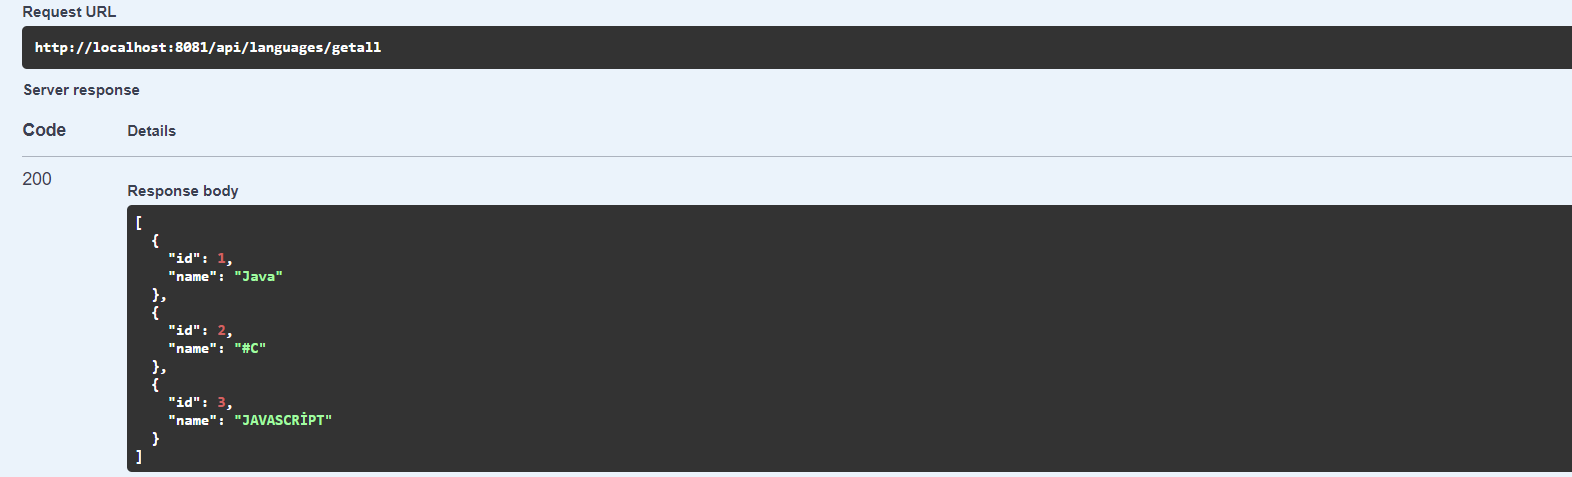 Request URL
http://localhost:8081/api/languages/getall
Server response
Code Details
200
Response body
[
  {
    "id": 1,
    "name": "Java"
  },
  {
    "id": 2,
    "name": "#C"
  },
  {
    "id": 3,
    "name": "JAVASCRİPT"
  }
]